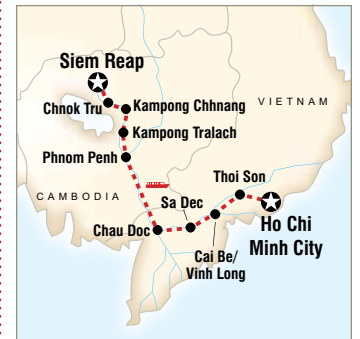 Siem Reap
Chnok Tru
Kampong Chhnang
VIETNAM
Kampong Tralach
Phnom Penh
Thoi Son
CAMBODIA
Sa Dec
Ho Chi
Minh City
Chau Doc
Cai Be/
Vinh Long